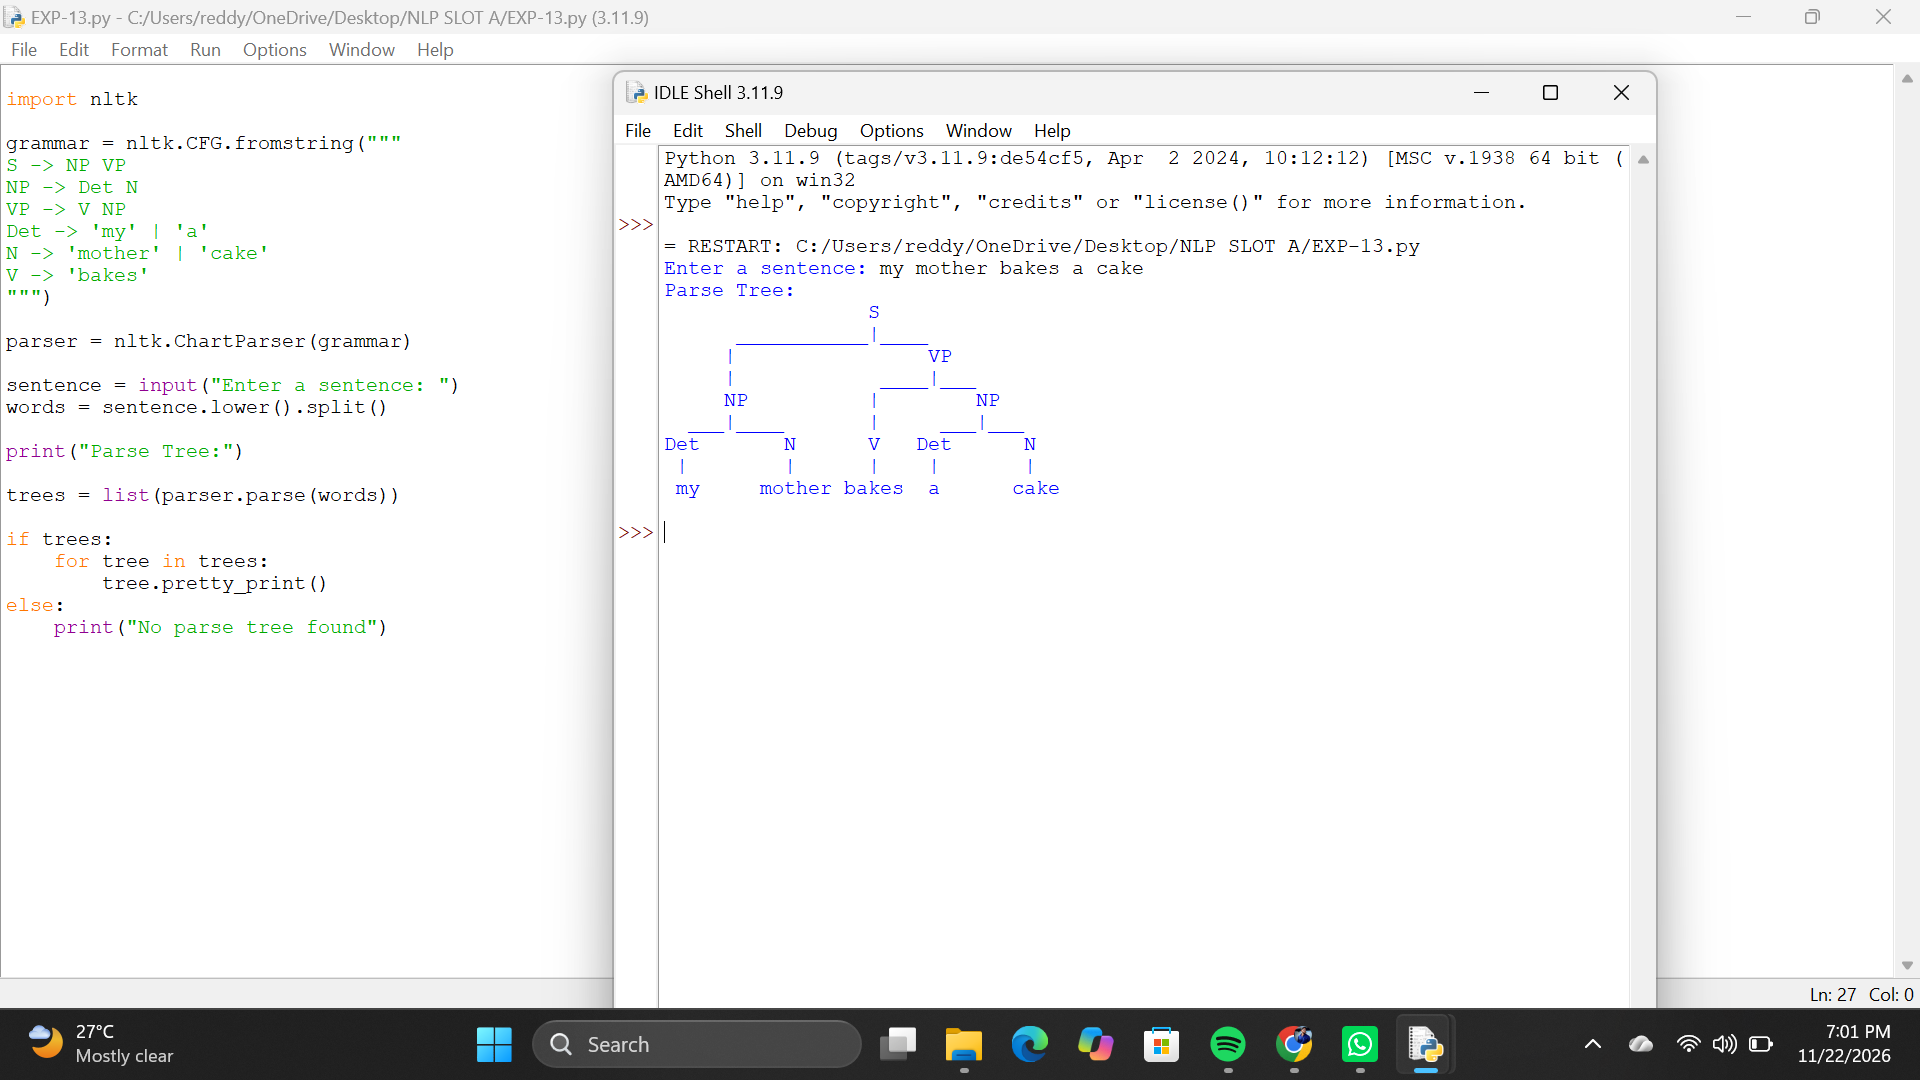 EXP-13.py - C:/Users/reddy/OneDrive/Desktop/NLP SLOT A/EXP-13.py (3.11.9)
File Edit Format Run Options Window Help
import nltk
grammar = nltk.CFG.fromstring("""
S -> NP VP
NP -> Det N
VP -> V NP
Det -> 'my' | 'a'
N -> 'mother' | 'cake'
V -> 'bakes'
""")
parser = nltk.ChartParser(grammar)
sentence = input("Enter a sentence: ")
words = sentence.lower().split()
print("Parse Tree:")
trees = list(parser.parse(words))
if trees:
    for tree in trees:
        tree.pretty_print()
else:
    print("No parse tree found")
IDLE Shell 3.11.9
File Edit Shell Debug Options Window Help
Python 3.11.9 (tags/v3.11.9:de54cf5, Apr  2 2024, 10:12:12) [MSC v.1938 64 bit (
AMD64)] on win32
Type "help", "copyright", "credits" or "license()" for more information.
>>>
= RESTART: C:/Users/reddy/OneDrive/Desktop/NLP SLOT A/EXP-13.py
Enter a sentence: my mother bakes a cake
Parse Tree:
                 S
      ___________|____
     |                VP
     |            ____|___
     NP          |        NP
  ___|____       |     ___|___
Det       N      V   Det      N
 |        |      |    |       |
 my     mother bakes  a      cake
>>>
Ln: 27 Col: 0
27°C
Mostly clear
Search
7:01 PM
11/22/2026